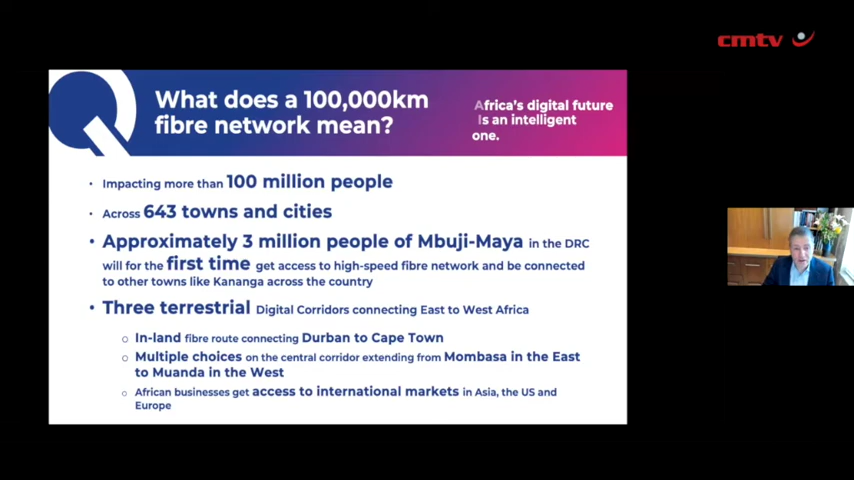 cmtv
What does a 100,000km
fibre network mean?
Africa's digital future
Is an intelligent
one.
• Impacting more than 100 million people
• Across 643 towns and cities
• Approximately 3 million people of Mbuji-Maya in the DRC
will for the first time get access to high-speed fibre network and be connected
to other towns like Kananga across the country
• Three terrestrial Digital Corridors connecting East to West Africa
o In-land fibre route connecting Durban to Cape Town
o Multiple choices on the central corridor extending from Mombasa in the East
to Muanda in the West
o African businesses get access to international markets in Asia, the US and
Europe